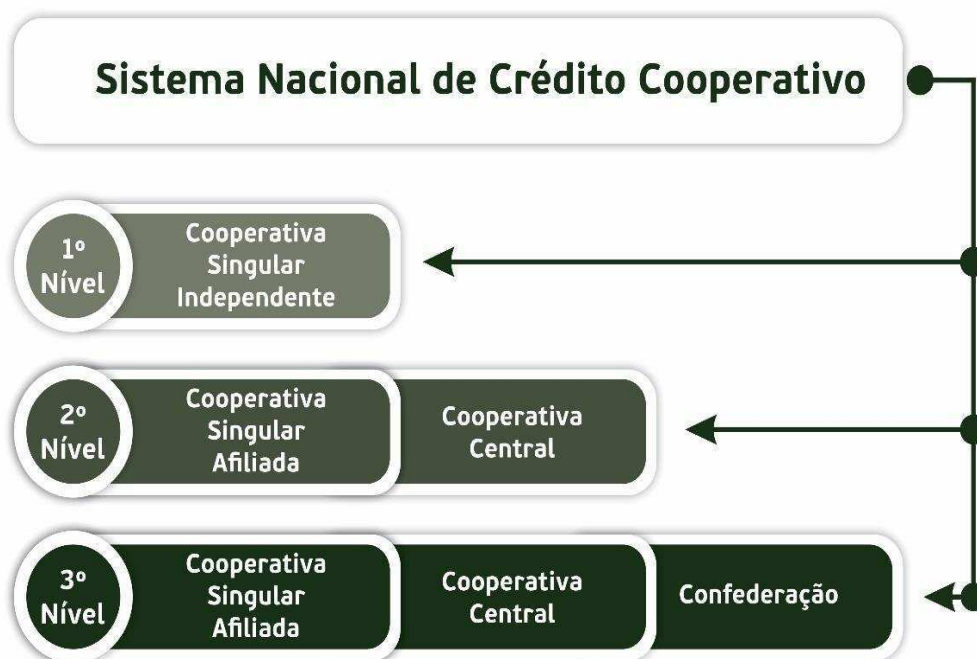 Sistema Nacional de Crédito Cooperativo
1º
Nível
Cooperativa
Singular
Independente
2º
Nível
Cooperativa
Singular
Afiliada
Cooperativa
Central
3º
Nível
Cooperativa
Singular
Afiliada
Cooperativa
Central
Confederação